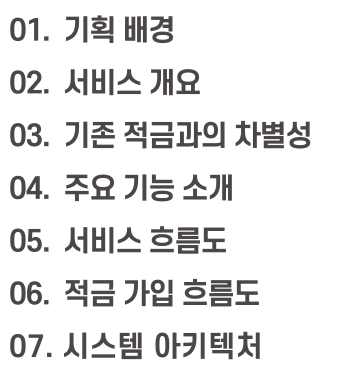 01. 기획 배경
02. 서비스 개요
03. 기존 적금과의 차별성
04. 주요 기능 소개
05. 서비스 흐름도
06. 적금 가입 흐름도
07. 시스템 아키텍처